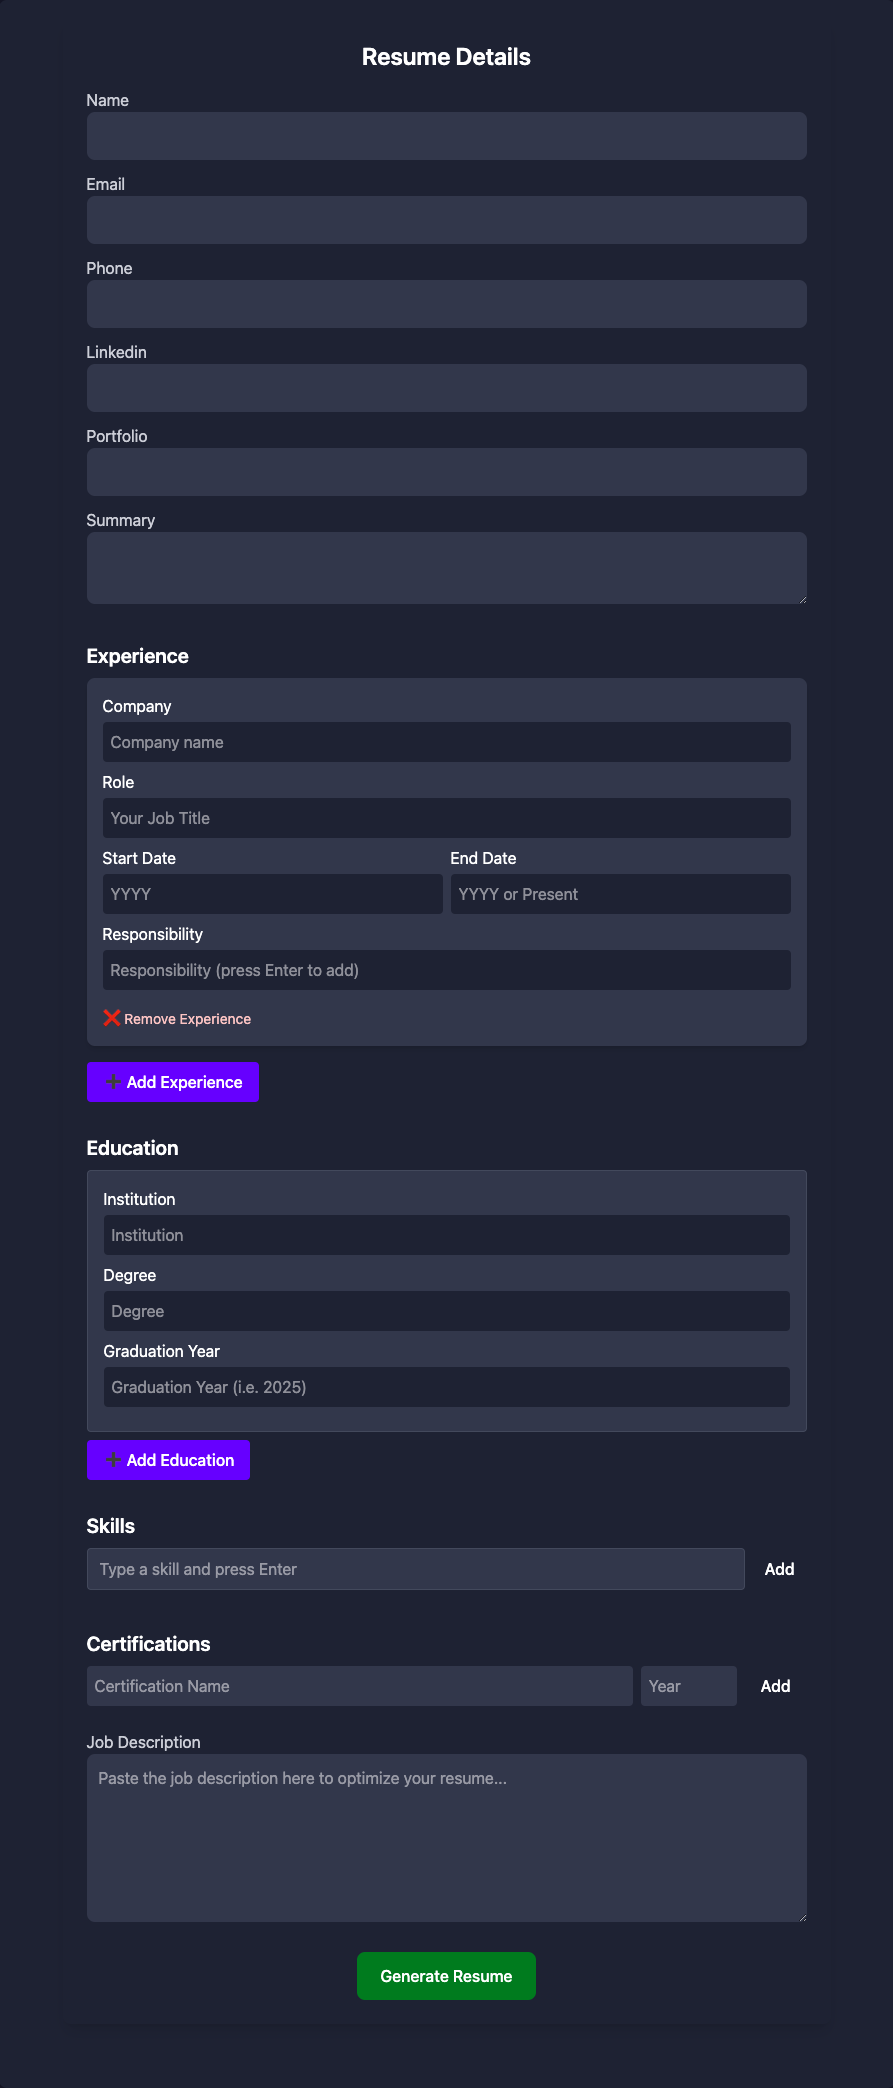 Resume Details
Name
Email
Phone
Linkedin
Portfolio
Summary
Experience
Company
Company name
Role
Your Job Title
Start Date End Date
YYYY YYYY or Present
Responsibility
Responsibility (press Enter to add)
❌ Remove Experience
➕ Add Experience
Education
Institution
Institution
Degree
Degree
Graduation Year
Graduation Year (i.e. 2025)
➕ Add Education
Skills
Type a skill and press Enter Add
Certifications
Certification Name Year Add
Job Description
Paste the job description here to optimize your resume...
Generate Resume